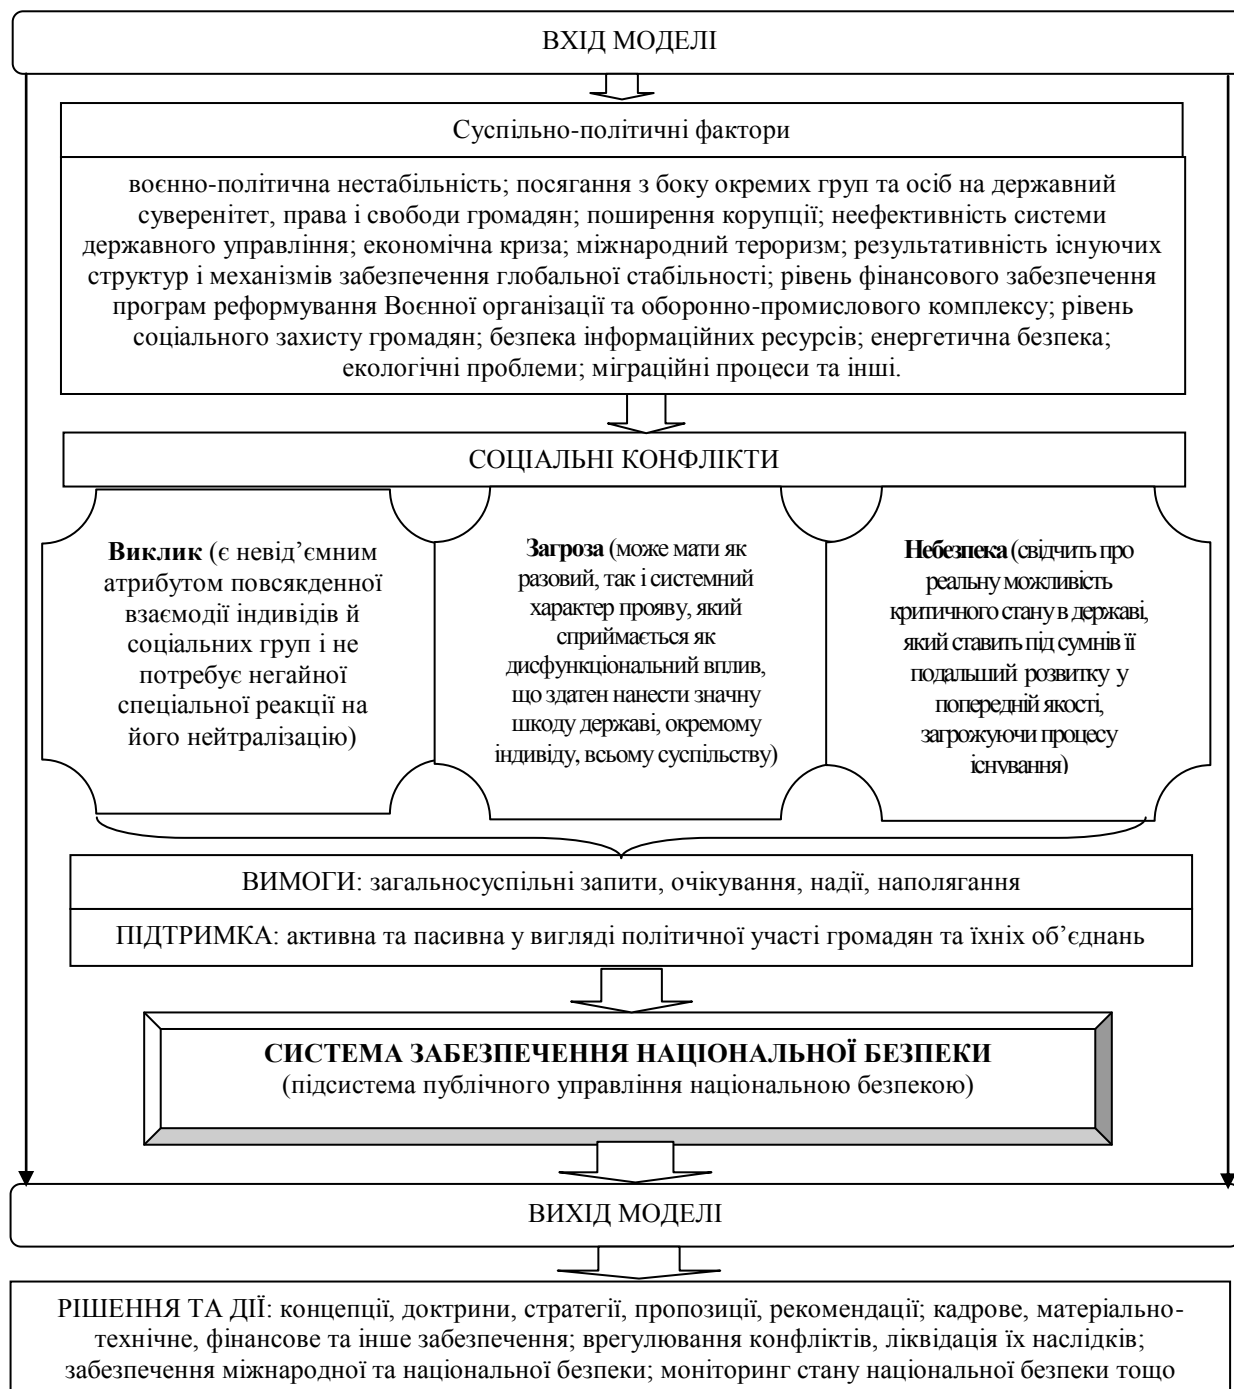 ВХІД МОДЕЛІ
Суспільно-політичні фактори
воєнно-політична нестабільність; посягання з боку окремих груп та осіб на державний
суверенітет, права і свободи громадян; поширення корупції; неефективність системи
державного управління; економічна криза; міжнародний тероризм; результативність існуючих
структур і механізмів забезпечення глобальної стабільності; рівень фінансового забезпечення
програм реформування Воєнної організації та оборонно-промислового комплексу; рівень
соціального захисту громадян; безпека інформаційних ресурсів; енергетична безпека;
екологічні проблеми; міграційні процеси та інші.
СОЦІАЛЬНІ КОНФЛІКТИ
Виклик (є невід’ємним
атрибутом повсякденної
взаємодії індивідів й
соціальних груп і не
потребує негайної
спеціальної реакції на
його нейтралізацію)
Загроза (може мати як
разовий, так і системний
характер прояву, який
сприймається як
дисфункціональний вплив,
що здатен нанести значну
шкоду державі, окремому
індивіду, всьому суспільству)
Небезпека (свідчить про
реальну можливість
критичного стану в державі,
який ставить під сумнів її
подальший розвитку у
попередній якості,
загрожуючи процесу
існування)
ВИМОГИ: загальносуспільні запити, очікування, надії, наполягання
ПІДТРИМКА: активна та пасивна у вигляді політичної участі громадян та їхніх об’єднань
СИСТЕМА ЗАБЕЗПЕЧЕННЯ НАЦІОНАЛЬНОЇ БЕЗПЕКИ
(підсистема публічного управління національною безпекою)
ВИХІД МОДЕЛІ
РІШЕННЯ ТА ДІЇ: концепції, доктрини, стратегії, пропозиції, рекомендації; кадрове, матеріально-
технічне, фінансове та інше забезпечення; врегулювання конфліктів, ліквідація їх наслідків;
забезпечення міжнародної та національної безпеки; моніторинг стану національної безпеки тощо